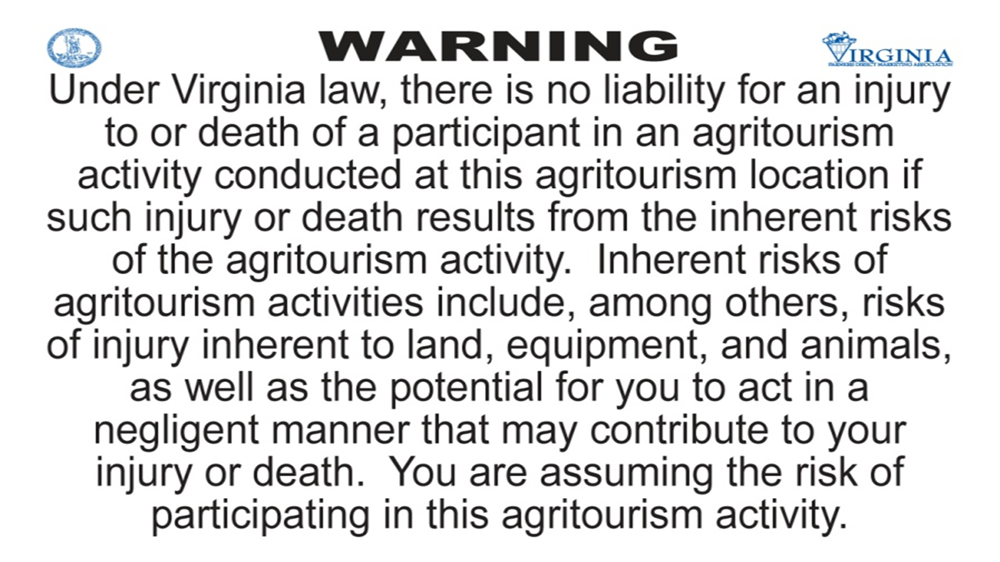 WARNING
VIRGINIA
FARMERS DIRECT MARKETING ASSOCIATION
Under Virginia law, there is no liability for an injury
to or death of a participant in an agritourism
activity conducted at this agritourism location if
such injury or death results from the inherent risks
of the agritourism activity.  Inherent risks of
agritourism activities include, among others, risks
of injury inherent to land, equipment, and animals,
as well as the potential for you to act in a
negligent manner that may contribute to your
injury or death.  You are assuming the risk of
participating in this agritourism activity.